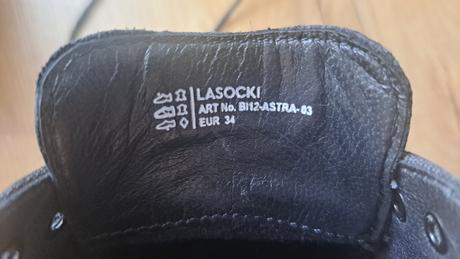 LASOCKI
ART No. BI12-ASTRA-03
EUR 34